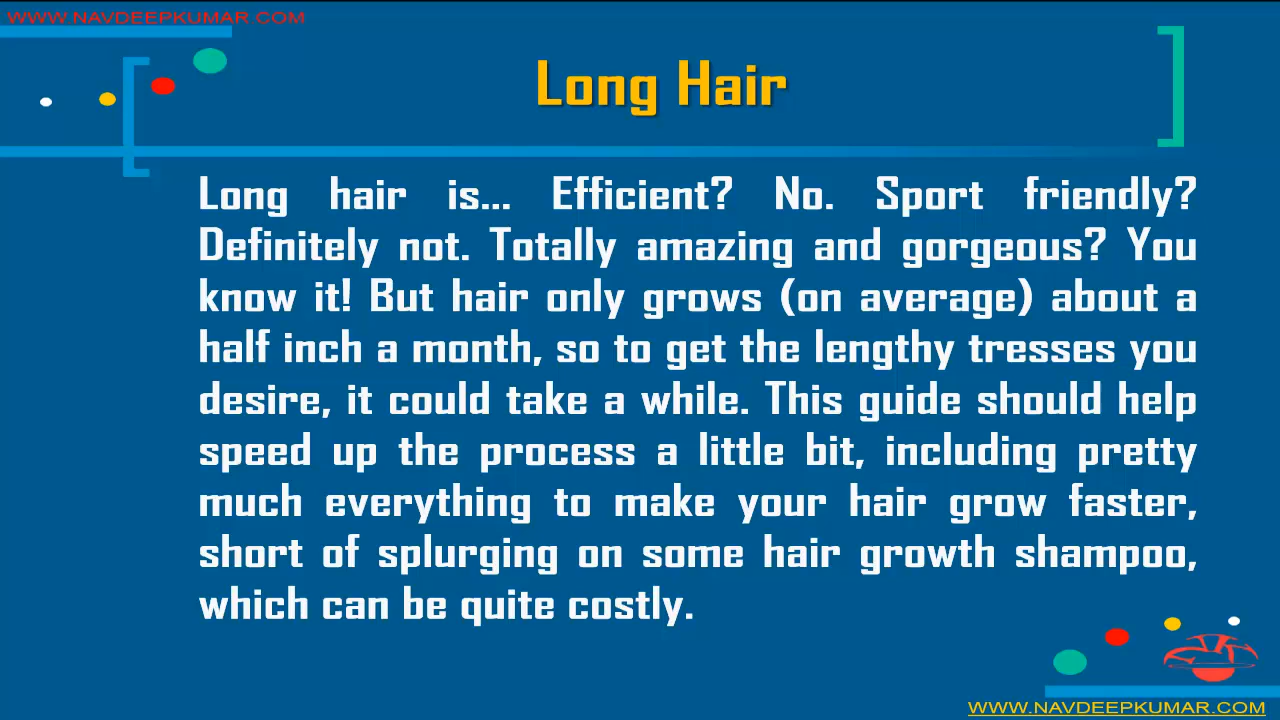 WWW.NAVDEEPKUMAR.COM
Long Hair
Long hair is... Efficient? No. Sport friendly?
Definitely not. Totally amazing and gorgeous? You
know it! But hair only grows (on average) about a
half inch a month, so to get the lengthy tresses you
desire, it could take a while. This guide should help
speed up the process a little bit, including pretty
much everything to make your hair grow faster,
short of splurging on some hair growth shampoo,
which can be quite costly.
WWW.NAVDEEPKUMAR.COM